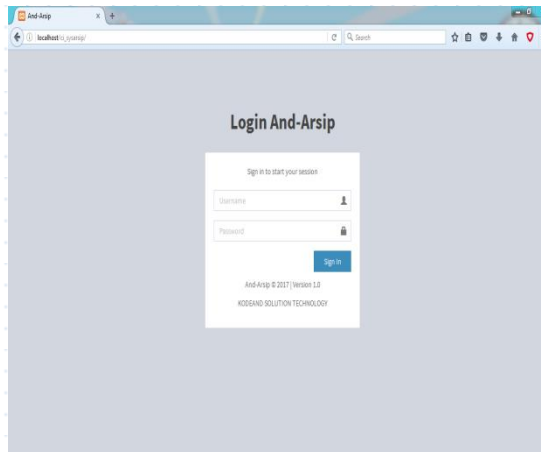 And-Arsip
localhost/ci_sysarsip/
Search
Login And-Arsip
Sign in to start your session
Username
Password
Sign In
And-Arsip © 2017 | Version 1.0
KODEAND SOLUTION TECHNOLOGY